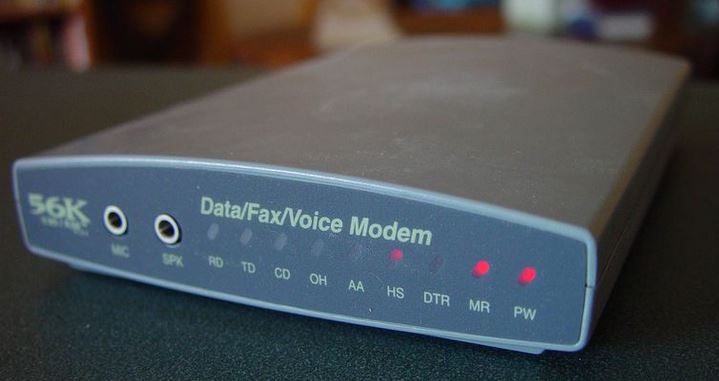 56K
Data/Fax/Voice Modem
MIC
SPK
RD
TD
CD
OH
AA
HS
DTR
MR
PW